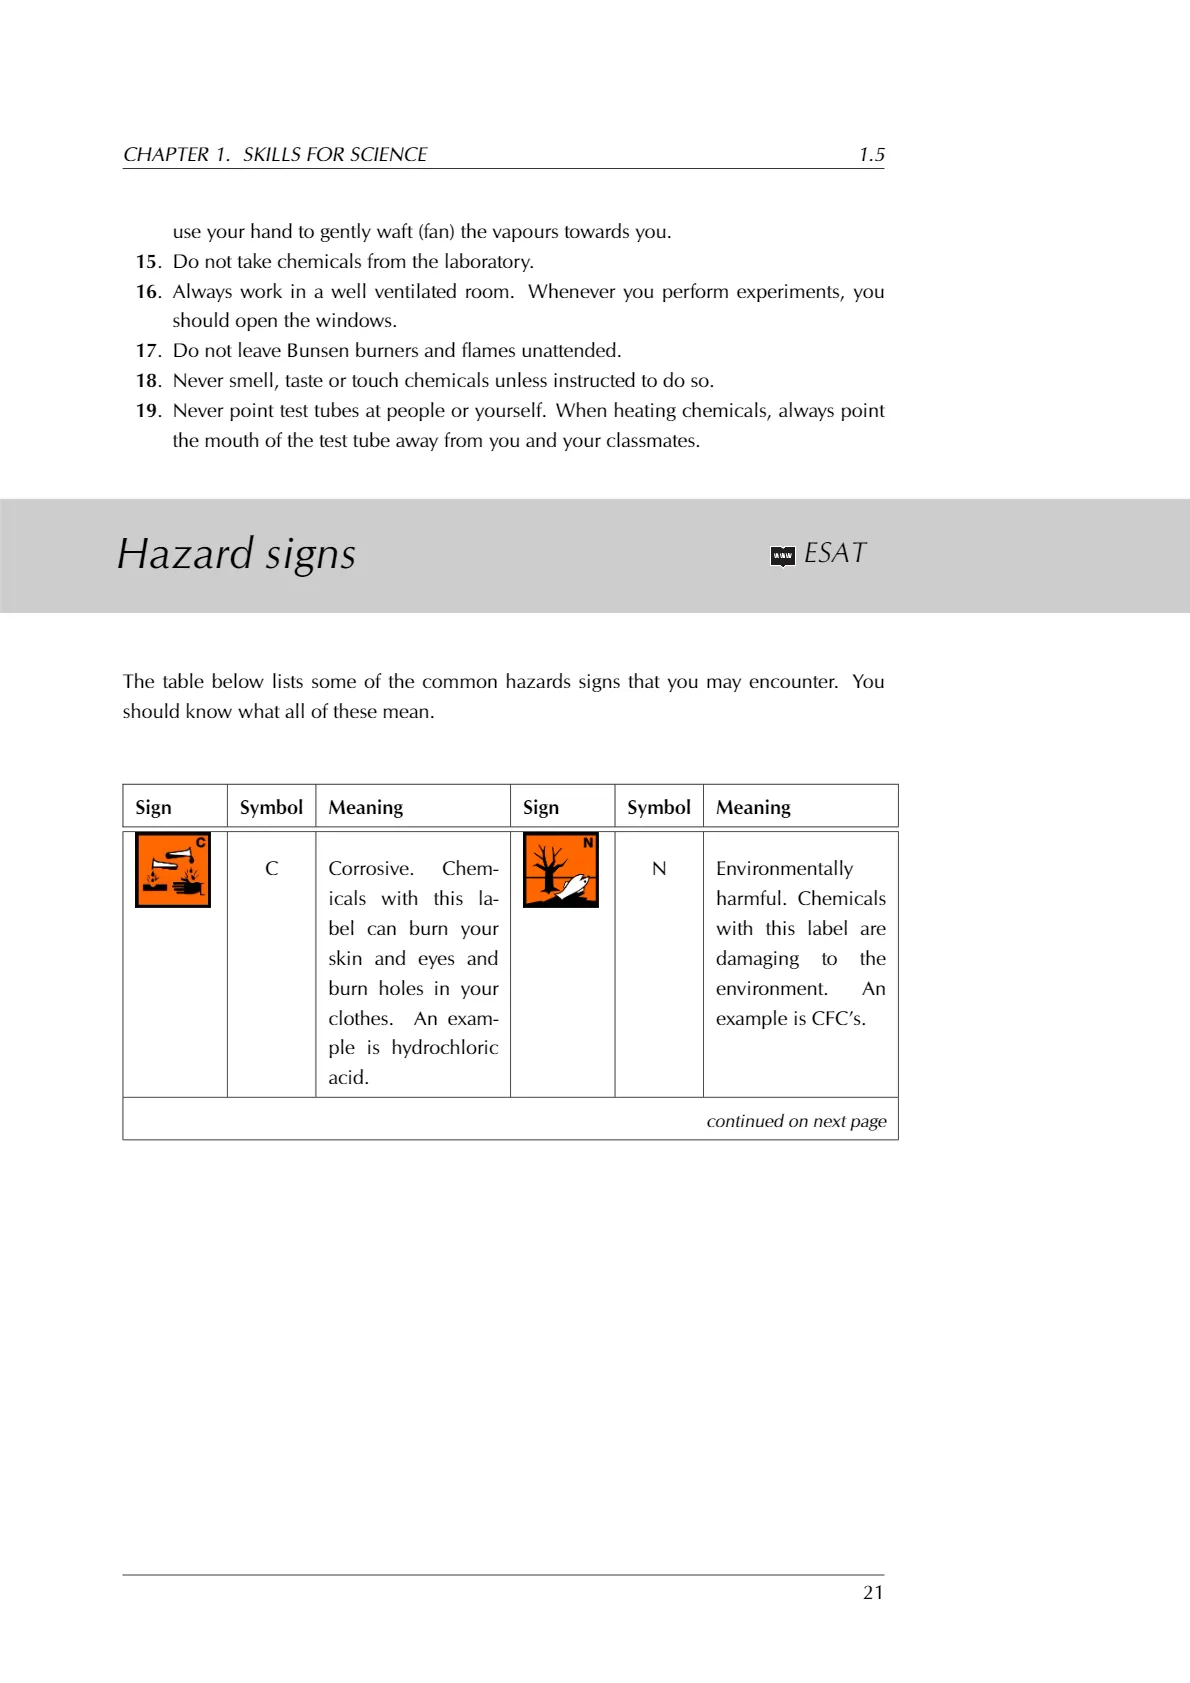 CHAPTER 1. SKILLS FOR SCIENCE 1.5
use your hand to gently waft (fan) the vapours towards you.
15. Do not take chemicals from the laboratory.
16. Always work in a well ventilated room. Whenever you perform experiments, you
should open the windows.
17. Do not leave Bunsen burners and flames unattended.
18. Never smell, taste or touch chemicals unless instructed to do so.
19. Never point test tubes at people or yourself. When heating chemicals, always point
the mouth of the test tube away from you and your classmates.
Hazard signs www ESAT
The table below lists some of the common hazards signs that you may encounter. You
should know what all of these mean.
Sign Symbol Meaning Sign Symbol Meaning
C
C
Corrosive. Chem-
icals with this la-
bel can burn your
skin and eyes and
burn holes in your
clothes. An exam-
ple is hydrochloric
acid.
N
N
Environmentally
harmful. Chemicals
with this label are
damaging to the
environment. An
example is CFC's.
continued on next page
21